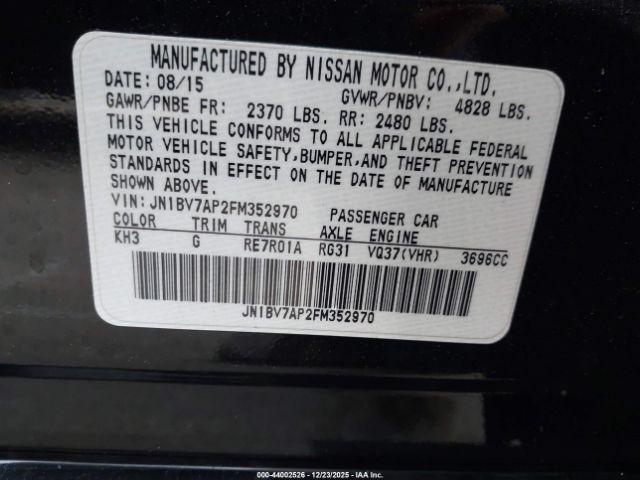 MANUFACTURED BY NISSAN MOTOR CO.,LTD.
DATE: 08/15 GVWR/PNBV: 4828 LBS.
GAWR/PNBE FR: 2370 LBS. RR: 2480 LBS.
THIS VEHICLE CONFORMS TO ALL APPLICABLE FEDERAL
MOTOR VEHICLE SAFETY,BUMPER,AND THEFT PREVENTION
STANDARDS IN EFFECT ON THE DATE OF MANUFACTURE
SHOWN ABOVE.
VIN: JN1BV7AP2FM352970 PASSENGER CAR
COLOR TRIM TRANS AXLE ENGINE
KH3 G RE7R01A RG31 VQ37(VHR) 3696CC
JN1BV7AP2FM352970
000-44002526 - 12/23/2025 - IAA Inc.